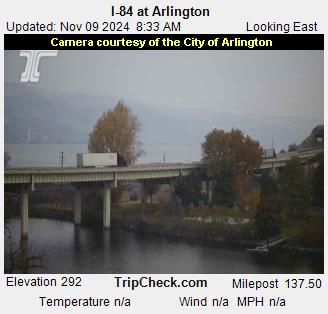 I-84 at Arlington
Updated: Nov 09 2024 8:33 AM Looking East
Camera courtesy of the City of Arlington
Elevation 292 TripCheck.com Milepost 137.50
Temperature n/a Wind n/a MPH n/a